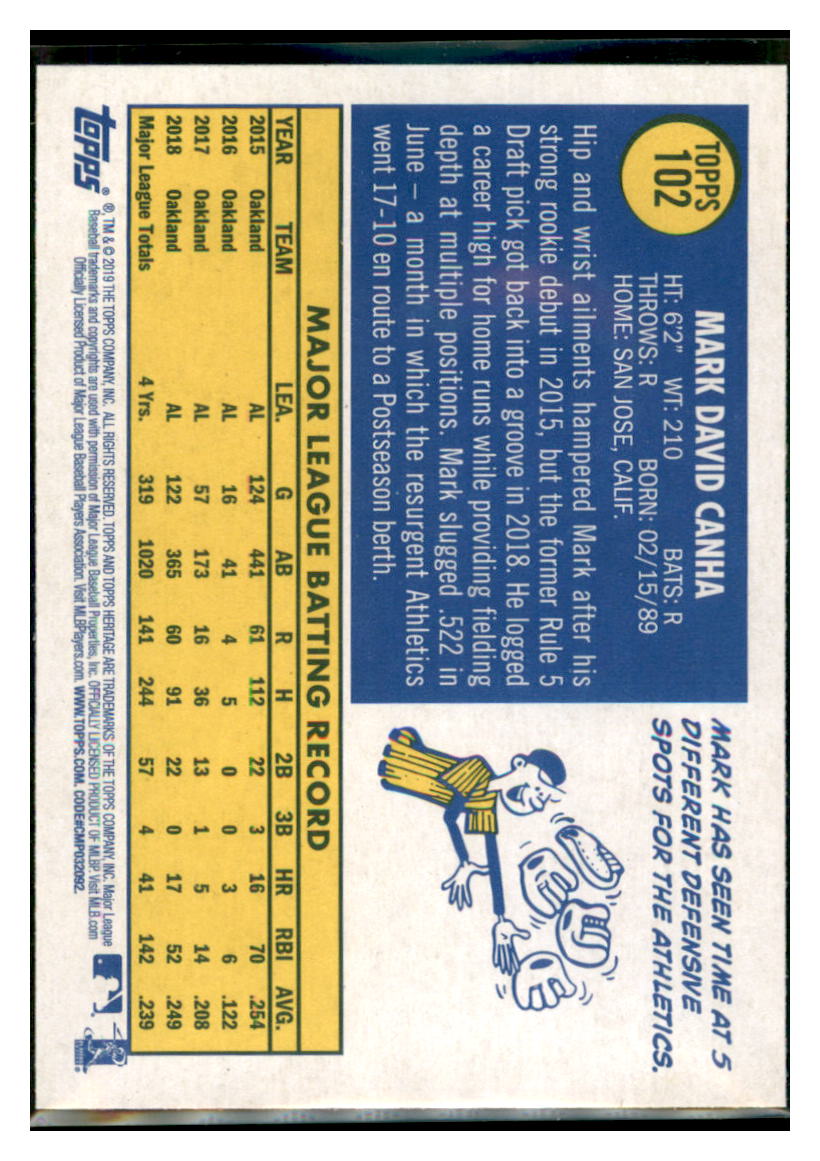 TOPPS
102
MARK DAVID CANHA
HT: 6'2" WT: 210 BATS: R
THROWS: R BORN: 02/15/89
HOME: SAN JOSE, CALIF.
Hip and wrist ailments hampered Mark after his
strong rookie debut in 2015, but the former Rule 5
Draft pick got back into a groove in 2018. He logged
a career high for home runs while providing fielding
depth at multiple positions. Mark slugged .522 in
June – a month in which the resurgent Athletics
went 17-10 en route to a Postseason berth.
MARK HAS SEEN TIME AT 5
DIFFERENT DEFENSIVE
SPOTS FOR THE ATHLETICS.
MAJOR LEAGUE BATTING RECORD
YEAR TEAM LEA. G AB R H 2B 3B HR RBI AVG.
2015 Oakland AL 124 441 61 112 22 3 16 70 .254
2016 Oakland AL 16 41 4 5 0 0 3 6 .122
2017 Oakland AL 57 173 16 36 13 1 5 14 .208
2018 Oakland AL 122 365 60 91 22 0 17 52 .249
Major League Totals 4 Yrs. 319 1020 141 244 57 4 41 142 .239
topps®
®, TM & © 2019 THE TOPPS COMPANY, INC. ALL RIGHTS RESERVED. TOPPS AND TOPPS HERITAGE ARE TRADEMARKS OF THE TOPPS COMPANY, INC. Major League
Baseball trademarks and copyrights are used with permission of Major League Baseball Properties, Inc. OFFICIALLY LICENSED PRODUCT OF MLBP. Visit MLB.com
Officially Licensed Product of Major League Baseball Players Association. Visit MLBPlayers.com. WWW.TOPPS.COM. CODE#CMP032092.